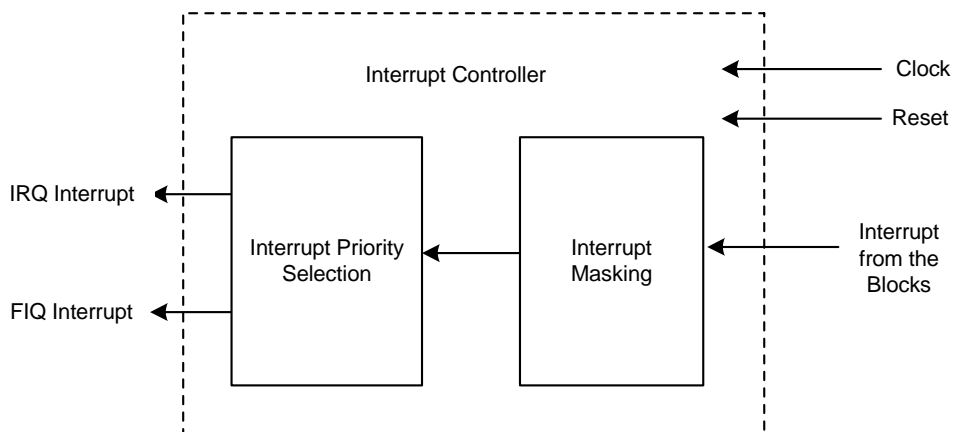 Interrupt Controller
Clock
Reset
IRQ Interrupt
FIQ Interrupt
Interrupt Priority
Selection
Interrupt
Masking
Interrupt
from the
Blocks